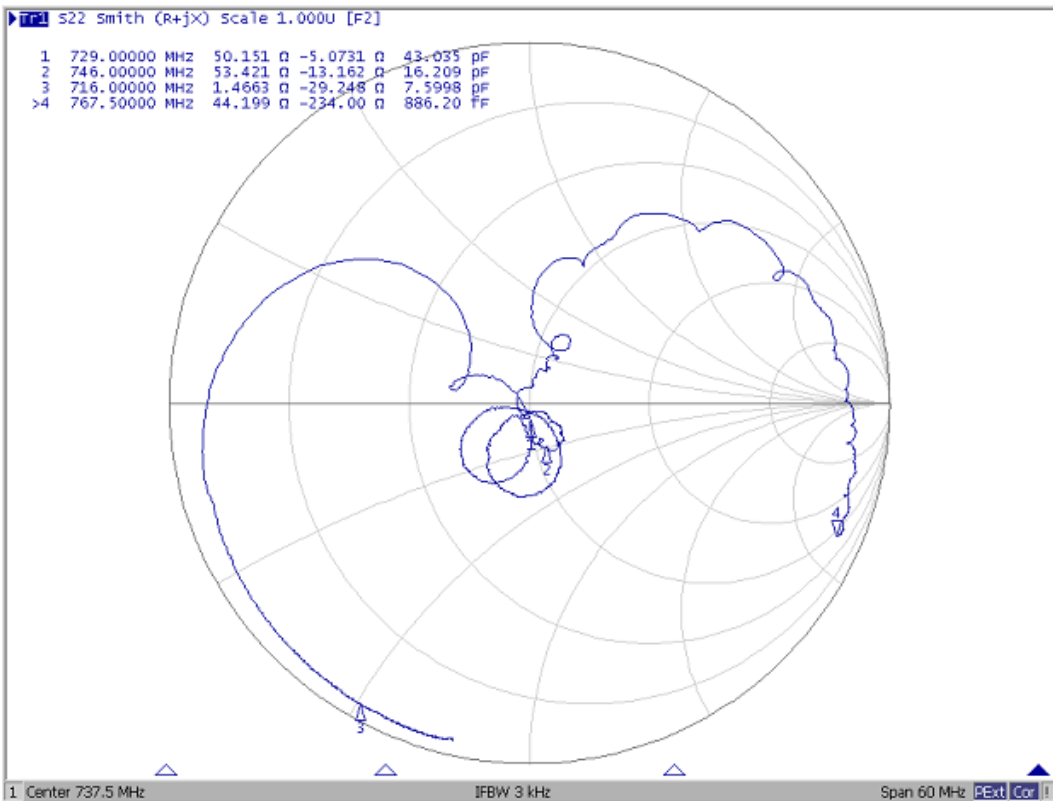 Tr1 S22 Smith (R+jX) Scale 1.000U [F2]
1 729.00000 MHz 50.151 Ω -5.0731 Ω 43.035 pF
2 746.00000 MHz 53.421 Ω -13.162 Ω 16.209 pF
3 716.00000 MHz 1.4663 Ω -29.248 Ω 7.5998 pF
>4 767.50000 MHz 44.199 Ω -234.00 Ω 886.20 fF
4
1
2
3
1 Center 737.5 MHz IFBW 3 kHz Span 60 MHz PExt Cor !